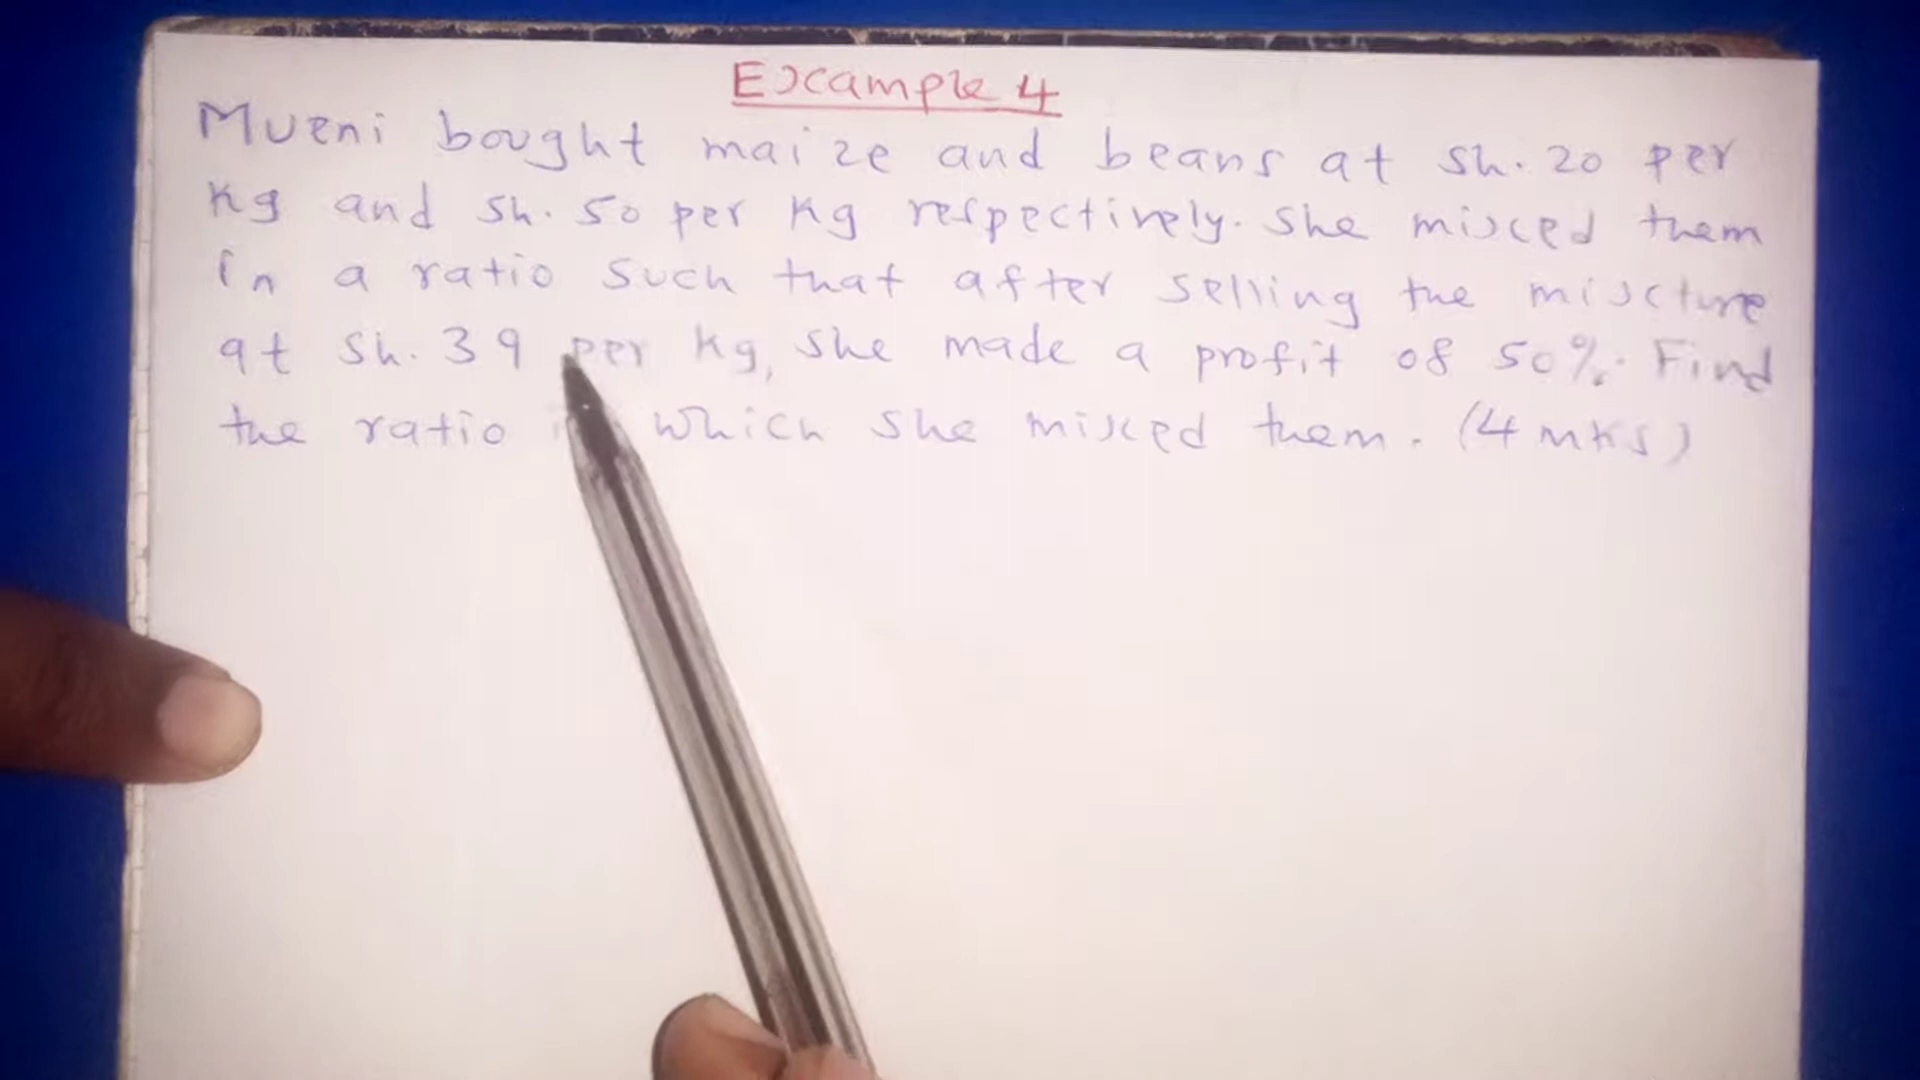 Example 4
Mueni bought maize and beans at sh. 20 per
kg and sh. 50 per kg respectively. She mixed them
in a ratio such that after selling the mixture
at sh. 39 per kg, she made a profit of 50%. Find
the ratio which she mixed them. (4 mks)